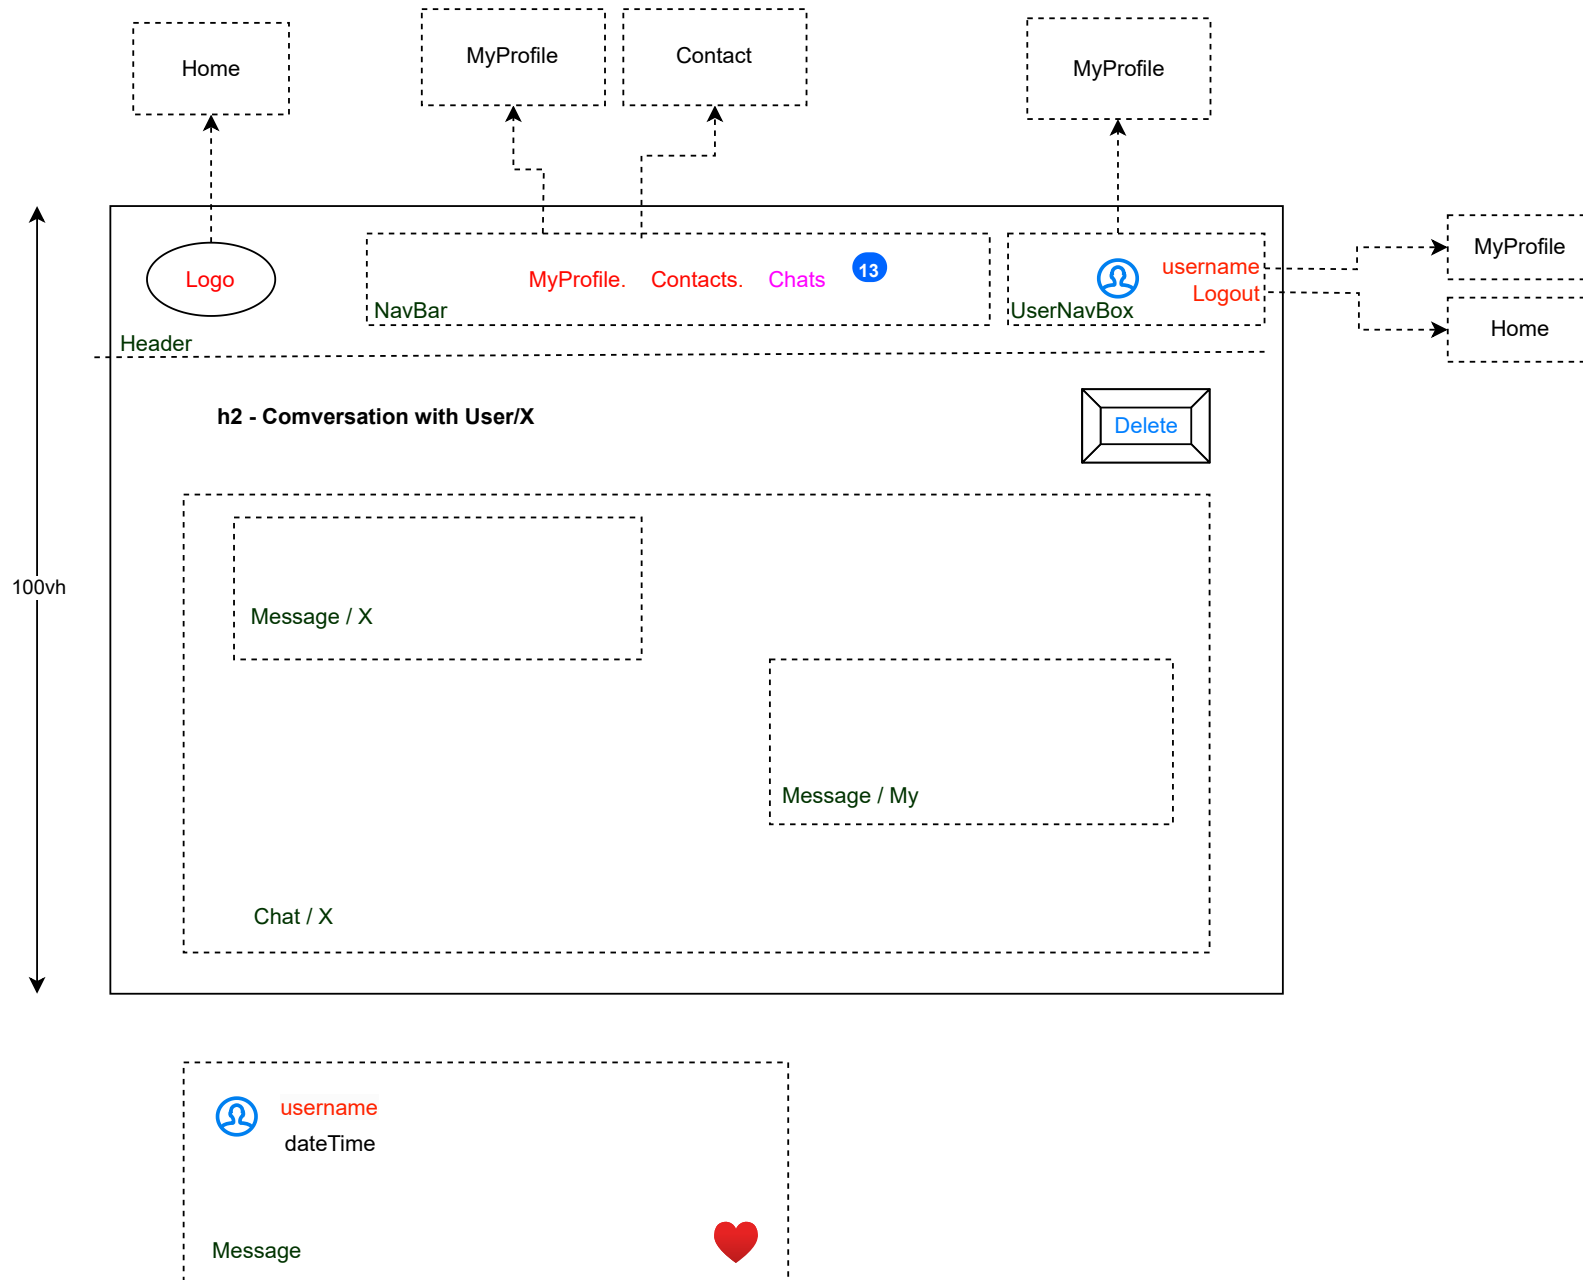 Home
MyProfile
Contact
MyProfile
Logo
MyProfile.
Contacts.
Chats
13
NavBar
username
Logout
UserNavBox
MyProfile
Home
Header
h2 - Comversation with User/X
Delete
100vh
Message / X
Message / My
Chat / X
username
dateTime
Message